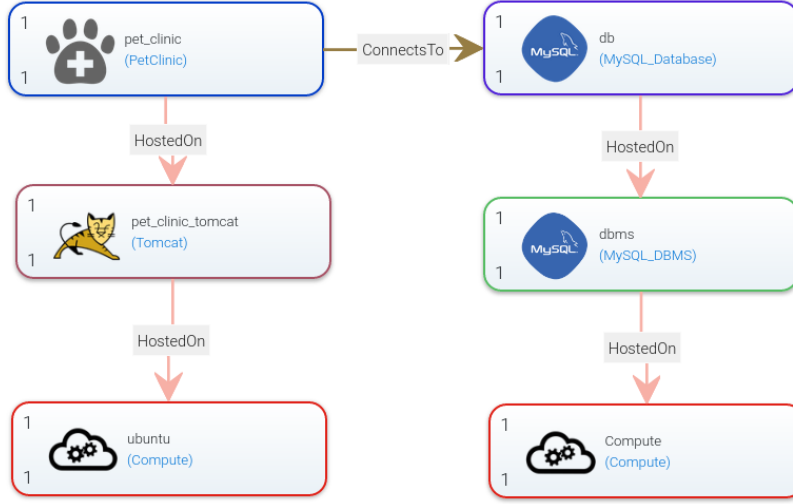 1
1
pet_clinic
(PetClinic)
ConnectsTo
1
1
MySQL
db
(MySQL_Database)
HostedOn
HostedOn
1
1
pet_clinic_tomcat
(Tomcat)
1
1
MySQL
dbms
(MySQL_DBMS)
HostedOn
HostedOn
1
1
ubuntu
(Compute)
1
1
Compute
(Compute)